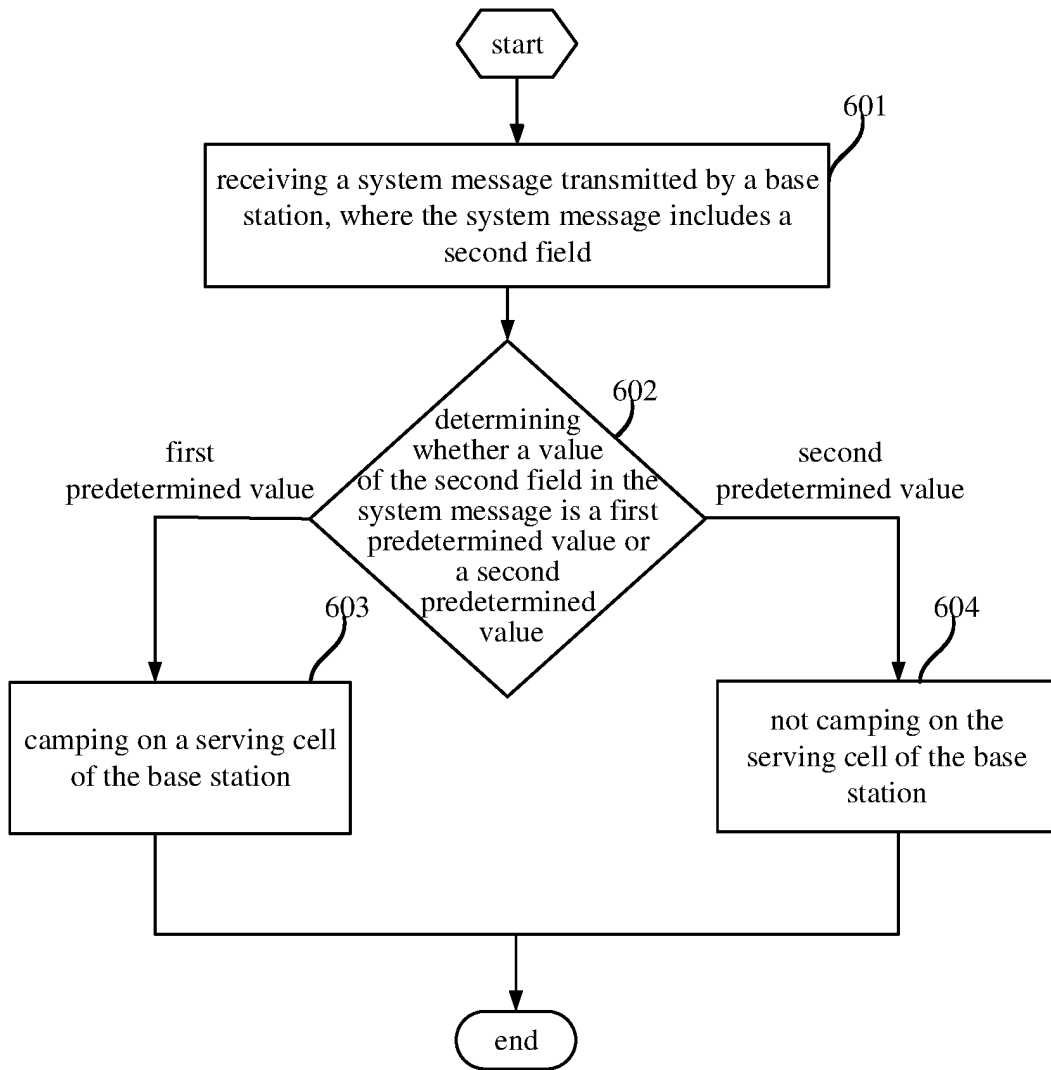 start
601
receiving a system message transmitted by a base
station, where the system message includes a
second field
602
determining
whether a value
of the second field in the
system message is a first
predetermined value or
a second
predetermined
value
first
predetermined value
second
predetermined value
603
camping on a serving cell
of the base station
604
not camping on the
serving cell of the base
station
end